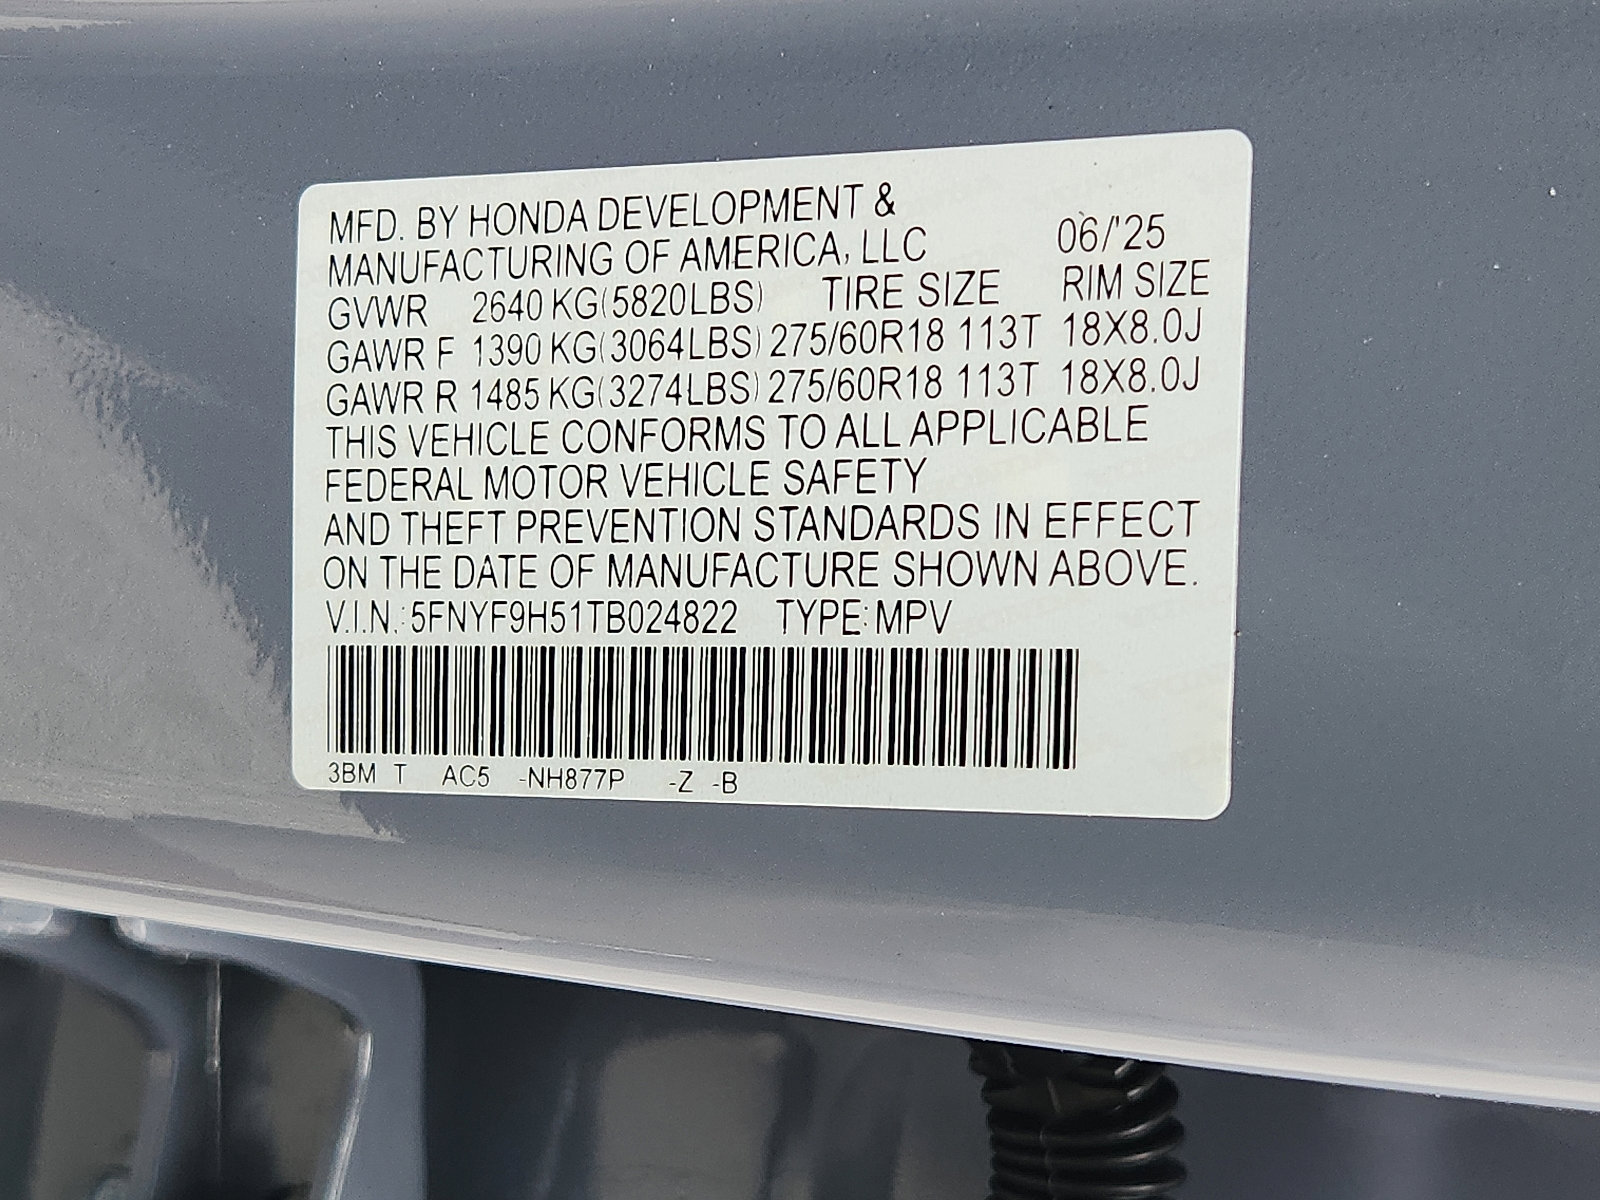 MFD. BY HONDA DEVELOPMENT &
MANUFACTURING OF AMERICA, LLC 06/'25
GVWR 2640 KG(5820LBS) TIRE SIZE RIM SIZE
GAWR F 1390 KG(3064LBS) 275/60R18 113T 18X8.0J
GAWR R 1485 KG(3274LBS) 275/60R18 113T 18X8.0J
THIS VEHICLE CONFORMS TO ALL APPLICABLE
FEDERAL MOTOR VEHICLE SAFETY
AND THEFT PREVENTION STANDARDS IN EFFECT
ON THE DATE OF MANUFACTURE SHOWN ABOVE.
V.I.N.:5FNYF9H51TB024822 TYPE:MPV
3BM T AC5 -NH877P -Z -B